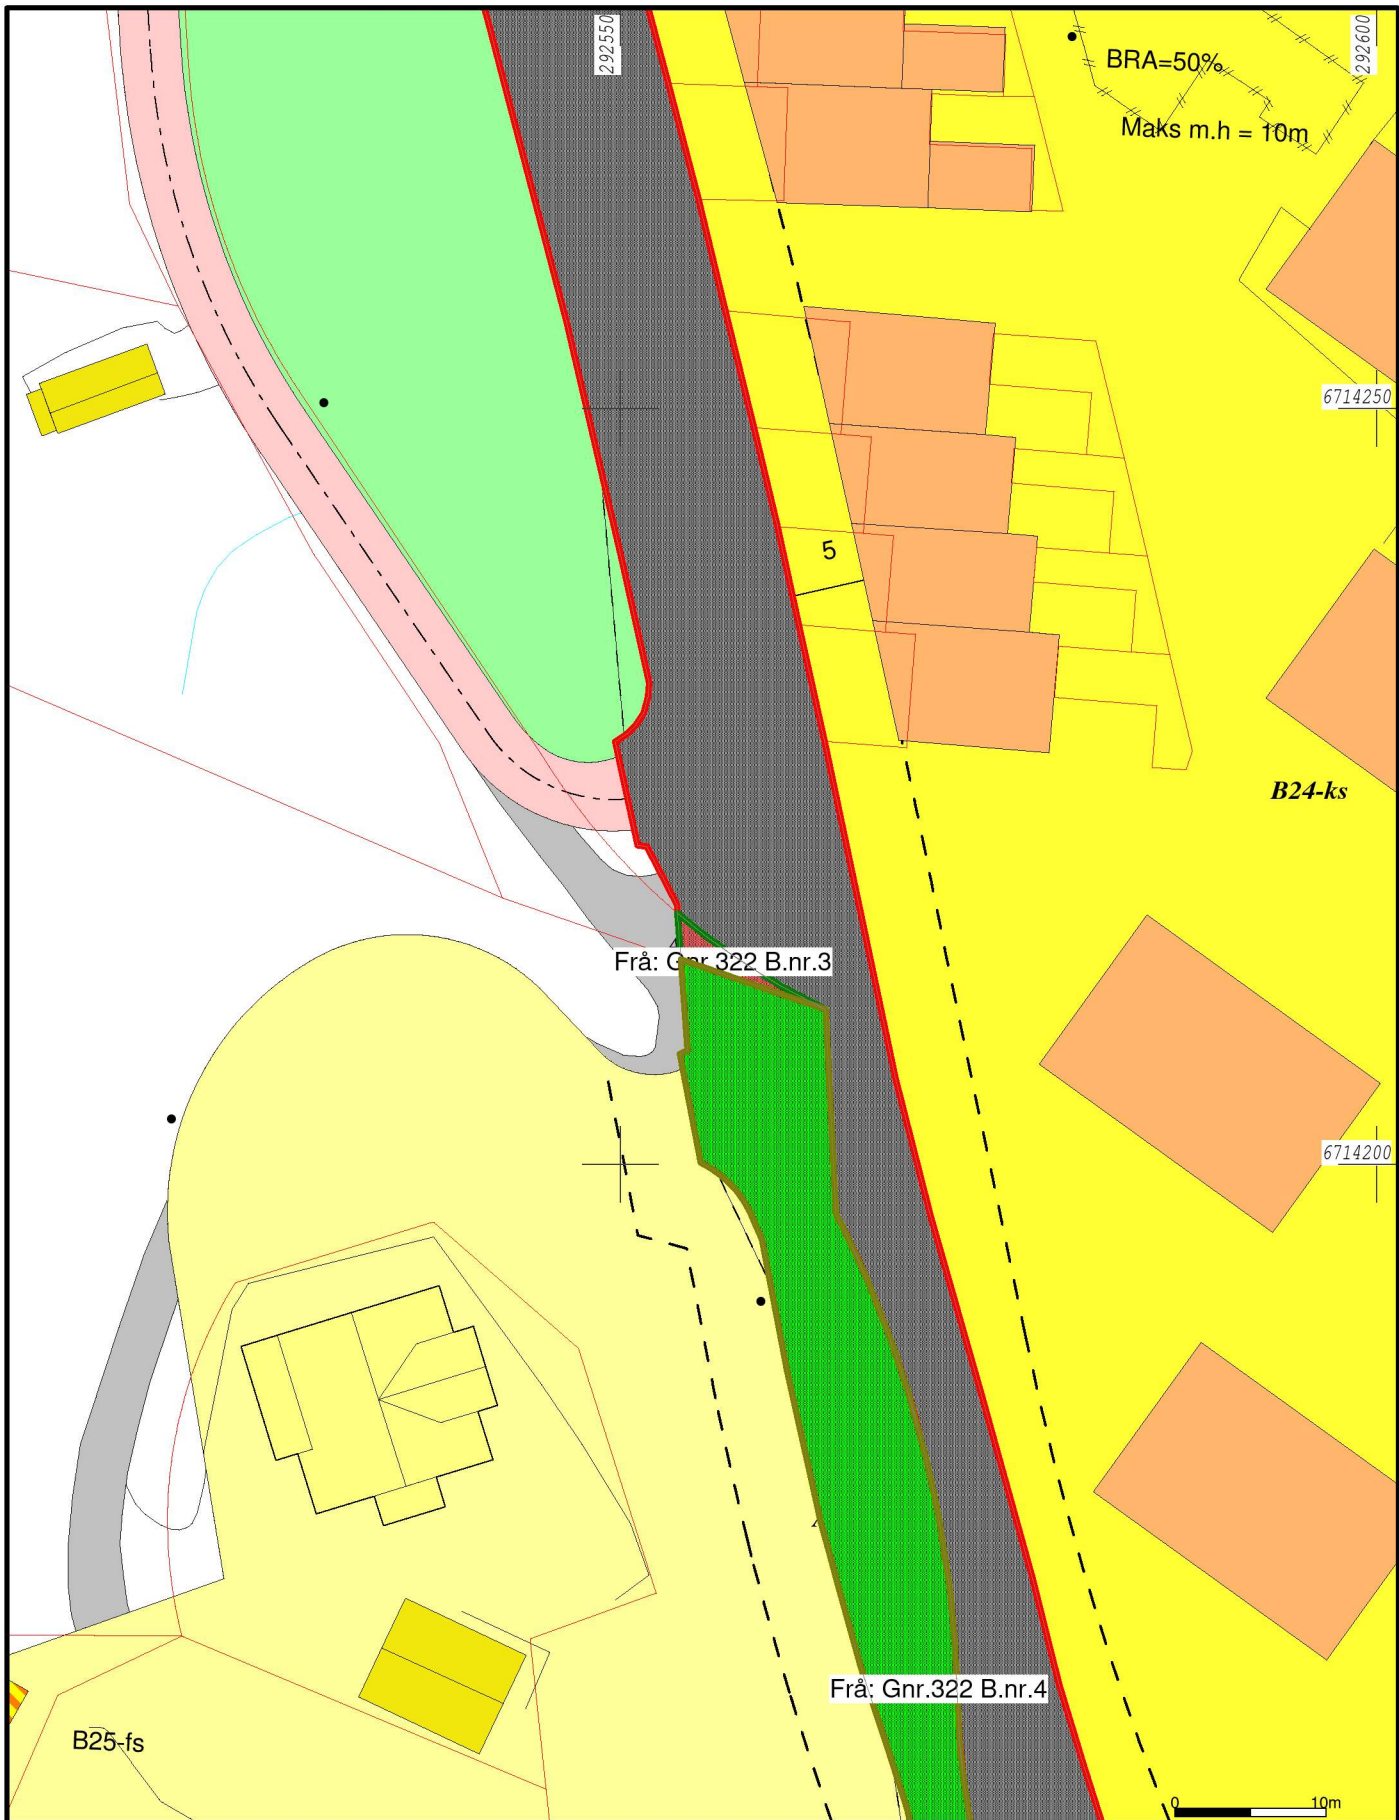 292550
292600
BRA=50%
Maks m.h = 10m
6714250
5
B24-ks
Frå: Gnr.322 B.nr.3
6714200
Frå: Gnr.322 B.nr.4
B25-fs
0 10m